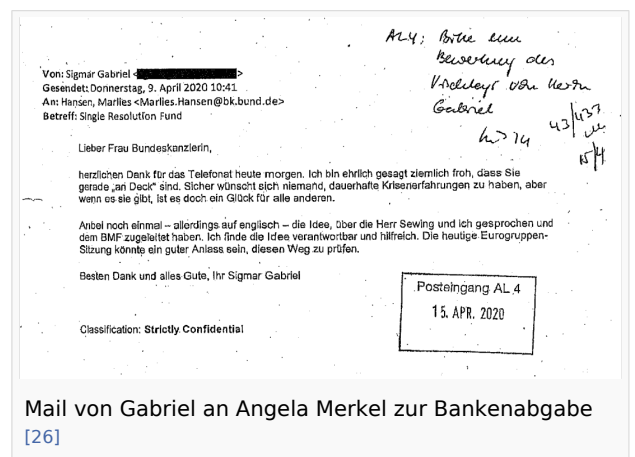 AL4; Bitte um
Bewertung des
Vorschlags von Herrn
Gabriel
43/433
15/4
Von: Sigmar Gabriel < >
Gesendet: Donnerstag, 9. April 2020 10:41
An: Hansen, Marlies <Marlies.Hansen@bk.bund.de>
Betreff: Single Resolution Fund
Lieber Frau Bundeskanzlerin,
herzlichen Dank für das Telefonat heute morgen. Ich bin ehrlich gesagt ziemlich froh, dass Sie
gerade „an Deck“ sind. Sicher wünscht sich niemand, dauerhafte Krisenerfahrungen zu haben, aber
wenn es sie gibt, ist es doch ein Glück für alle anderen.
Anbei noch einmal – allerdings auf englisch – die Idee, über die Herr Sewing und ich gesprochen und
dem BMF zugeleitet haben. Ich finde die Idee verantwortbar und hilfreich. Die heutige Eurogruppen-
Sitzung könnte ein guter Anlass sein, diesen Weg zu prüfen.
Besten Dank und alles Gute, Ihr Sigmar Gabriel
Posteingang AL 4
15. APR. 2020
Classification: Strictly Confidential
Mail von Gabriel an Angela Merkel zur Bankenabgabe
[26]